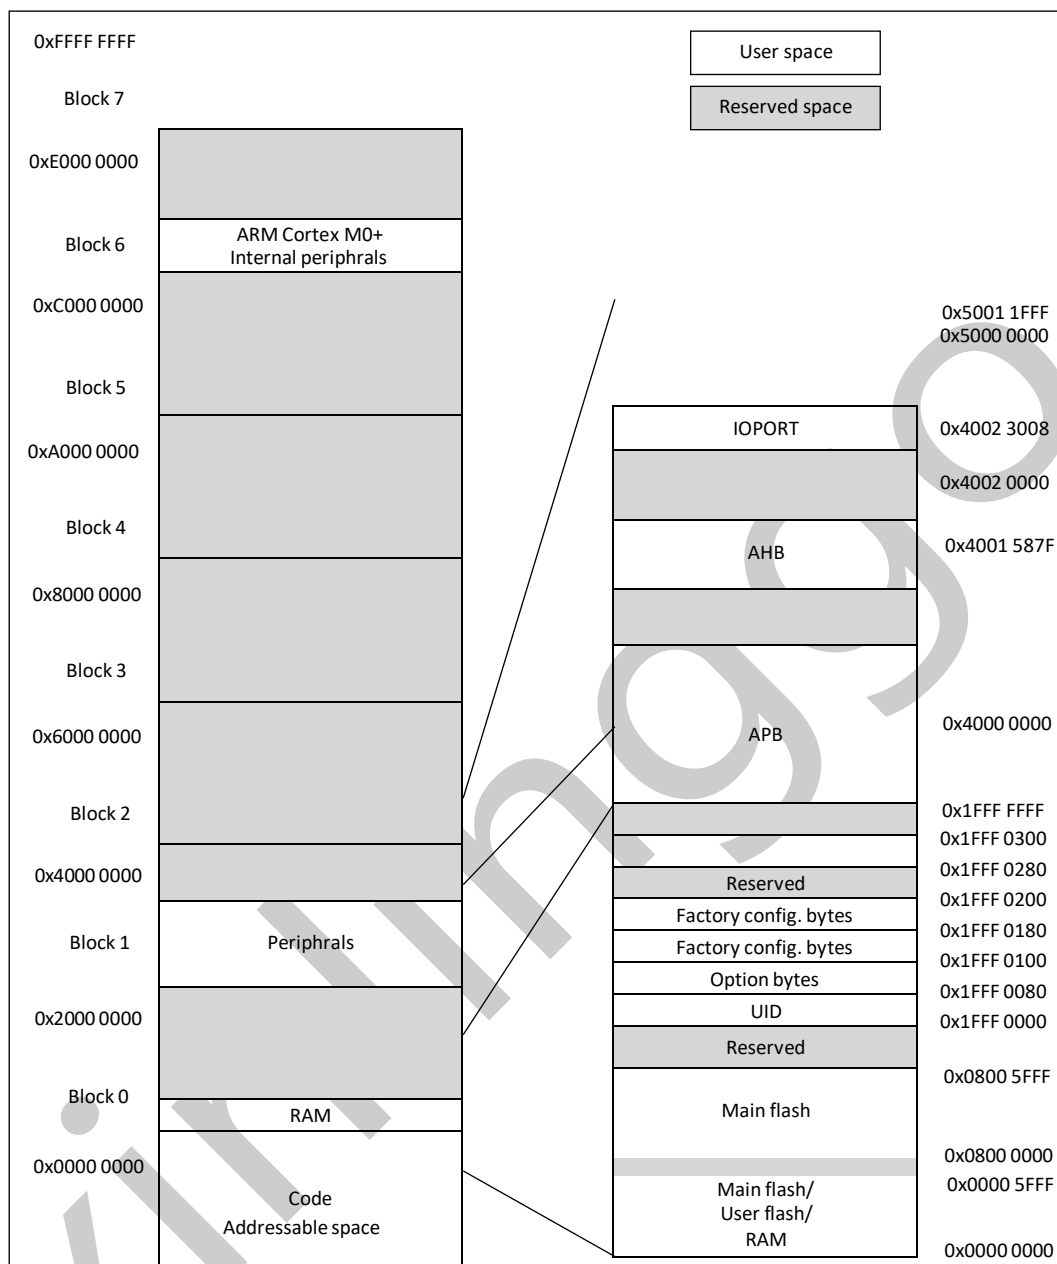 0xFFFF FFFF
Block 7
0xE000 0000
Block 6
0xC000 0000
Block 5
0xA000 0000
Block 4
0x8000 0000
Block 3
0x6000 0000
Block 2
0x4000 0000
Block 1
0x2000 0000
Block 0
0x0000 0000
ARM Cortex M0+
Internal periphrals
Periphrals
RAM
Code
Addressable space
User space
Reserved space
IOPORT
AHB
APB
Reserved
Factory config. bytes
Factory config. bytes
Option bytes
UID
Reserved
Main flash
Main flash/
User flash/
RAM
0x5001 1FFF
0x5000 0000
0x4002 3008
0x4002 0000
0x4001 587F
0x4000 0000
0x1FFF FFFF
0x1FFF 0300
0x1FFF 0280
0x1FFF 0200
0x1FFF 0180
0x1FFF 0100
0x1FFF 0080
0x1FFF 0000
0x0800 5FFF
0x0800 0000
0x0000 5FFF
0x0000 0000